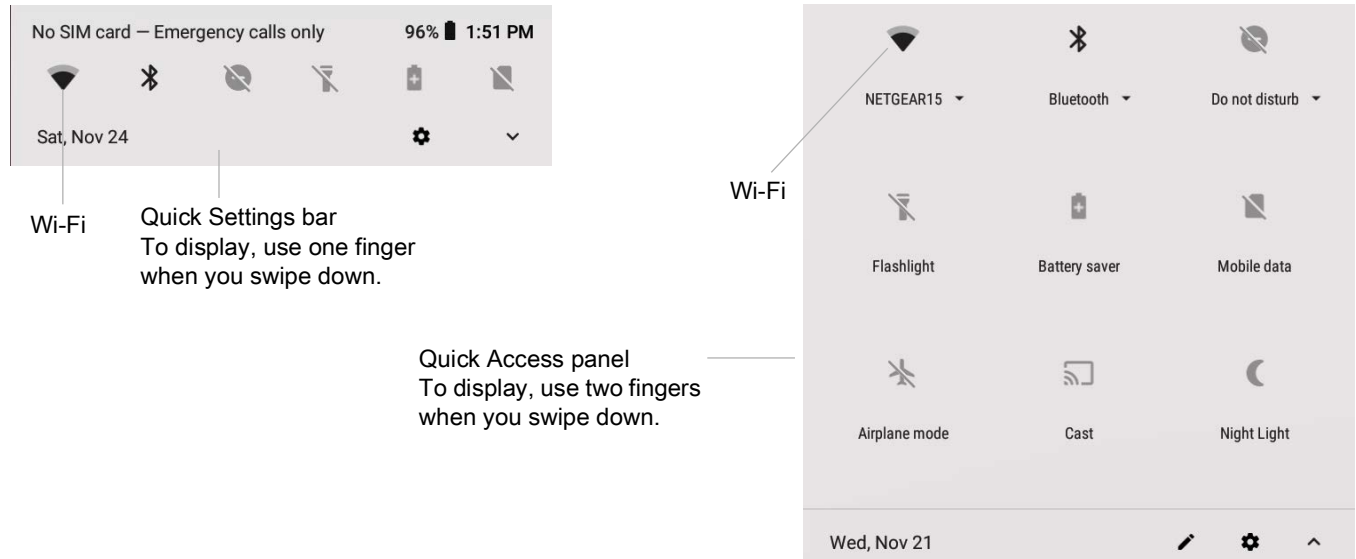 No SIM card — Emergency calls only 96% 1:51 PM
Sat, Nov 24
Wi-Fi
Quick Settings bar
To display, use one finger
when you swipe down.
NETGEAR15 Bluetooth Do not disturb
Wi-Fi
Flashlight Battery saver Mobile data
Quick Access panel
To display, use two fingers
when you swipe down.
Airplane mode Cast Night Light
Wed, Nov 21